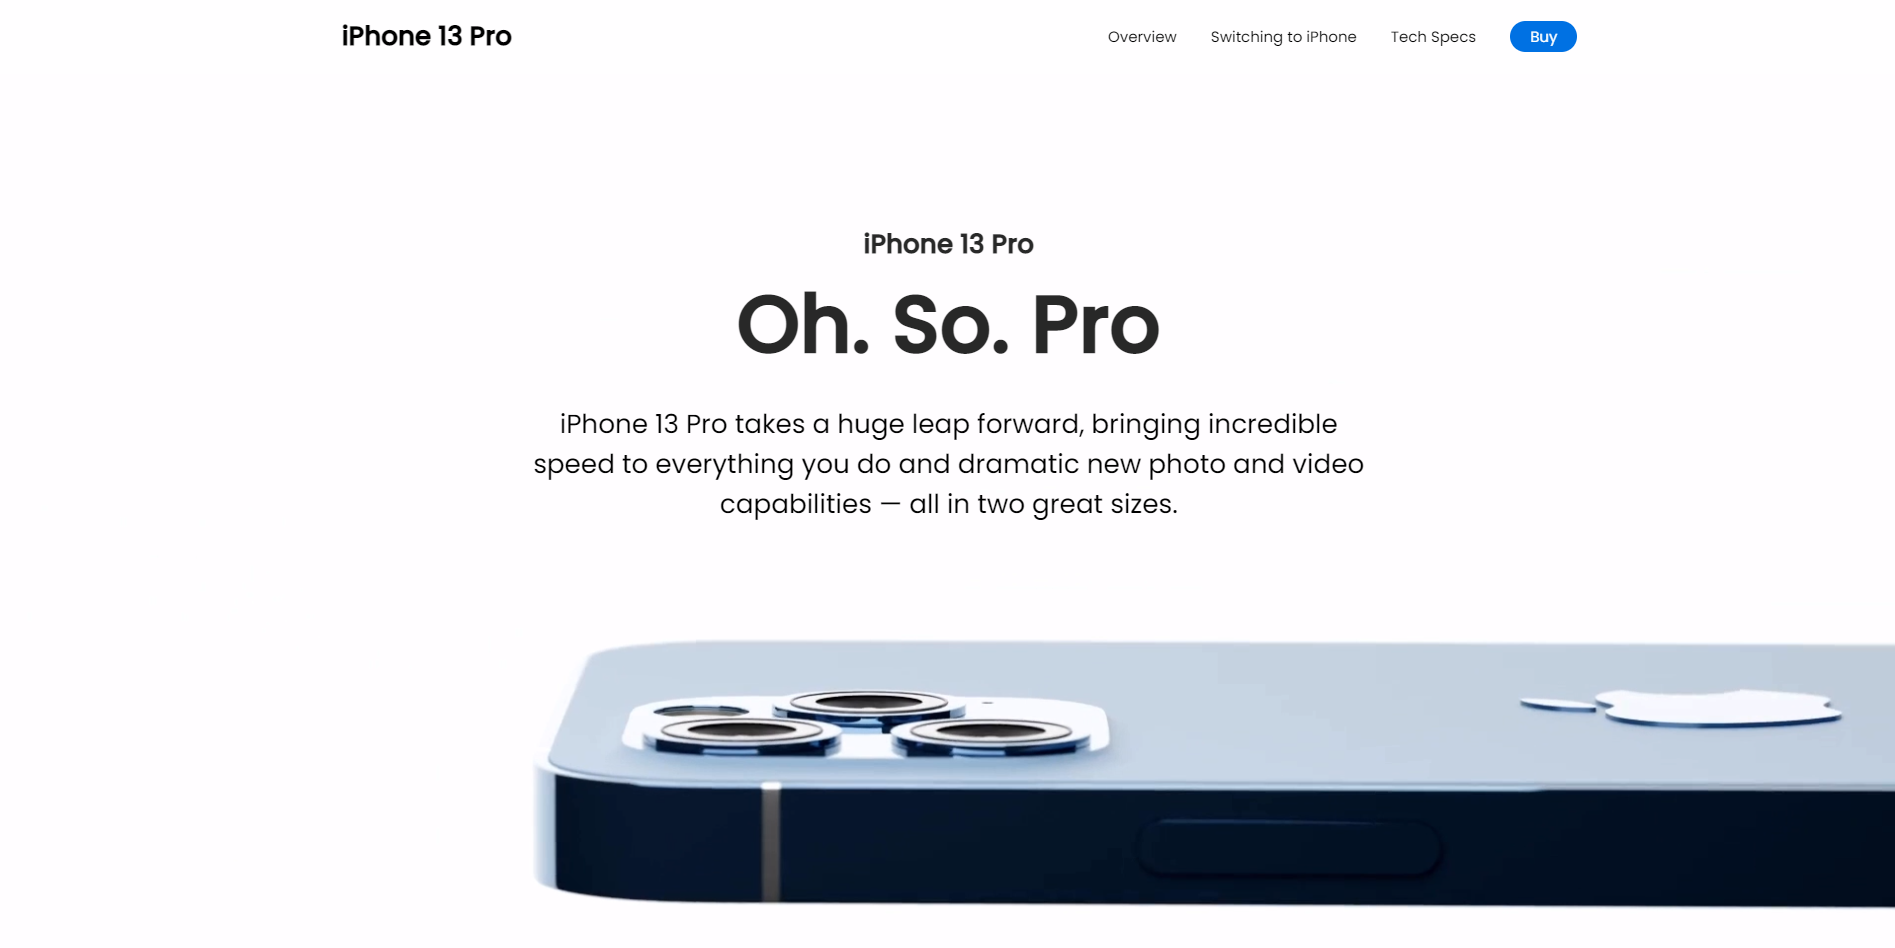 iPhone 13 Pro
Overview
Switching to iPhone
Tech Specs
Buy
iPhone 13 Pro
Oh. So. Pro
iPhone 13 Pro takes a huge leap forward, bringing incredible
speed to everything you do and dramatic new photo and video
capabilities — all in two great sizes.